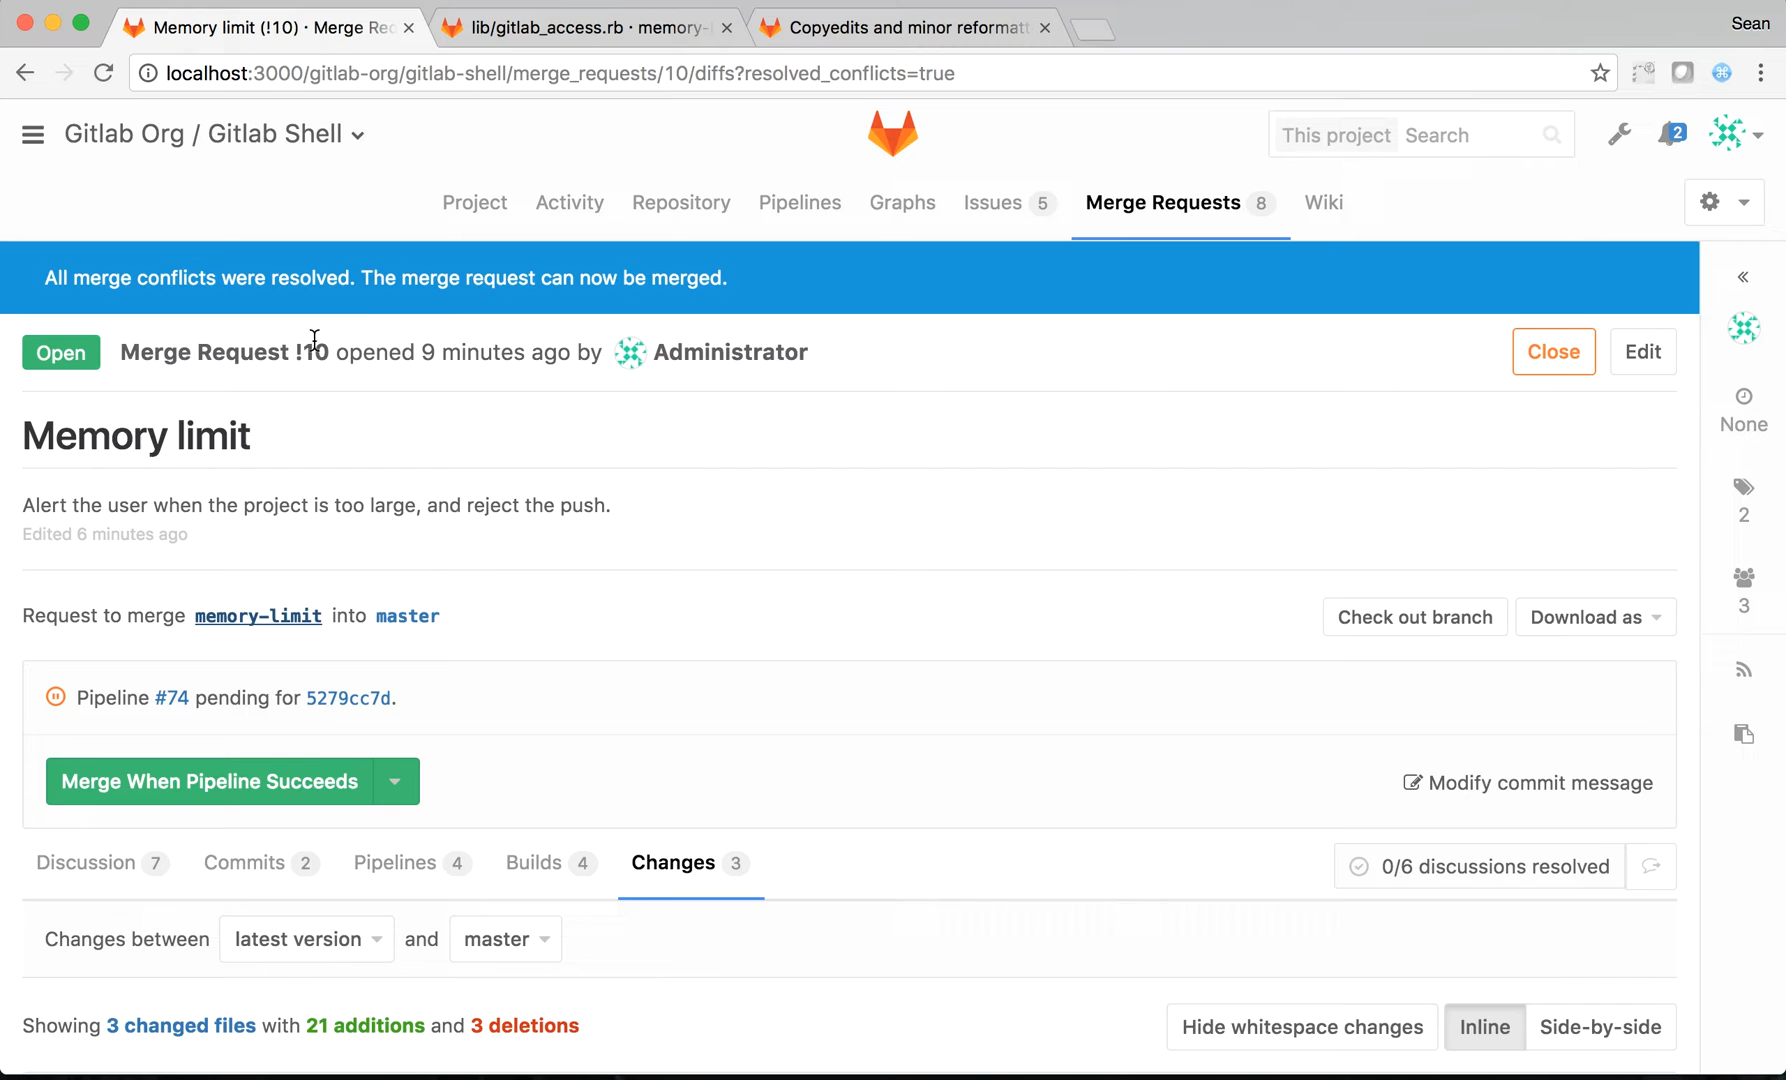 Memory limit (!10) · Merge Rec
lib/gitlab_access.rb · memory-
Copyedits and minor reformatt
Sean
localhost:3000/gitlab-org/gitlab-shell/merge_requests/10/diffs?resolved_conflicts=true
Gitlab Org / Gitlab Shell
This project Search
2
Project Activity Repository Pipelines Graphs Issues 5 Merge Requests 8 Wiki
All merge conflicts were resolved. The merge request can now be merged.
Open Merge Request !10 opened 9 minutes ago by Administrator Close Edit
None
Memory limit
Alert the user when the project is too large, and reject the push.
2
Edited 6 minutes ago
Request to merge memory-limit into master Check out branch Download as
3
Pipeline #74 pending for 5279cc7d.
Merge When Pipeline Succeeds Modify commit message
Discussion 7 Commits 2 Pipelines 4 Builds 4 Changes 3 0/6 discussions resolved
Changes between latest version and master
Showing 3 changed files with 21 additions and 3 deletions Hide whitespace changes Inline Side-by-side